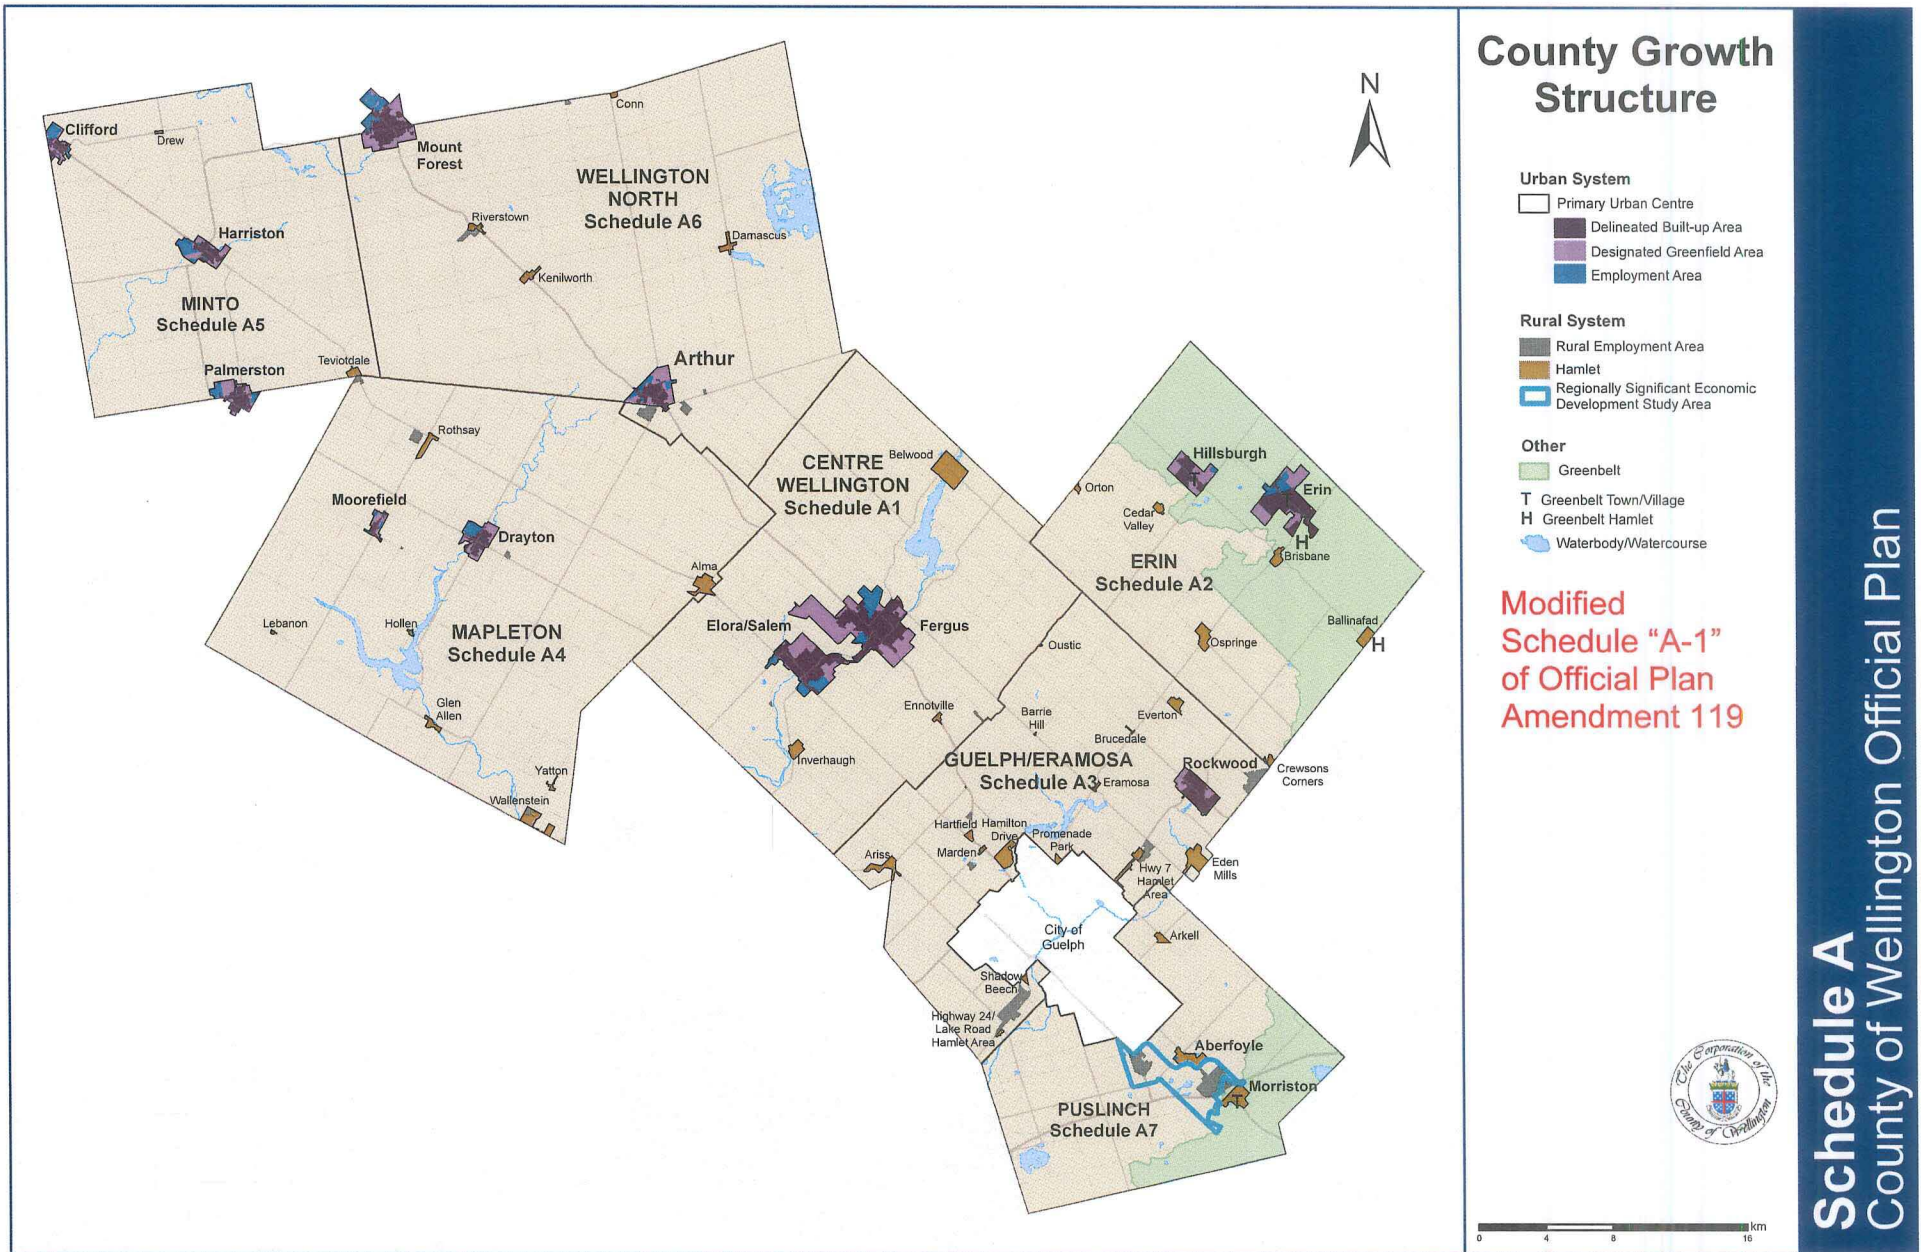 County Growth
Structure
N
Urban System
Primary Urban Centre
Delineated Built-up Area
Designated Greenfield Area
Employment Area
Rural System
Rural Employment Area
Hamlet
Regionally Significant Economic
Development Study Area
Other
Greenbelt
T Greenbelt Town/Village
H Greenbelt Hamlet
Waterbody/Watercourse
Modified
Schedule “A-1”
of Official Plan
Amendment 119
The Corporation of the
County of Wellington
km
0 4 8 16
Schedule A
County of Wellington Official Plan
Clifford
Drew
Mount
Forest
Conn
WELLINGTON
NORTH
Schedule A6
Riverstown
Damascus
Kenilworth
Harriston
MINTO
Schedule A5
Palmerston
Teviotdale
Arthur
Rothsay
Moorefield
Drayton
Alma
Lebanon
Hollen
MAPLETON
Schedule A4
Glen
Allen
Yatton
Wallenstein
CENTRE
WELLINGTON
Schedule A1
Belwood
Elora/Salem
Fergus
Ennotville
Inverhaugh
Hillsburgh
T
Erin
T
Orton
Cedar
Valley
H
Brisbane
ERIN
Schedule A2
Ballinafad
H
Ospringe
Oustic
Barrie
Hill
Everton
Brucedale
GUELPH/ERAMOSA
Schedule A3
Eramosa
Rockwood
Crewsons
Corners
Hartfield
Hamilton
Drive
Promenade
Park
Marden
Ariss
Hwy 7
Hamlet
Area
Eden
Mills
City of
Guelph
Arkell
Shadow
Beech
Highway 24/
Lake Road
Hamlet Area
Aberfoyle
Morriston
T
PUSLINCH
Schedule A7